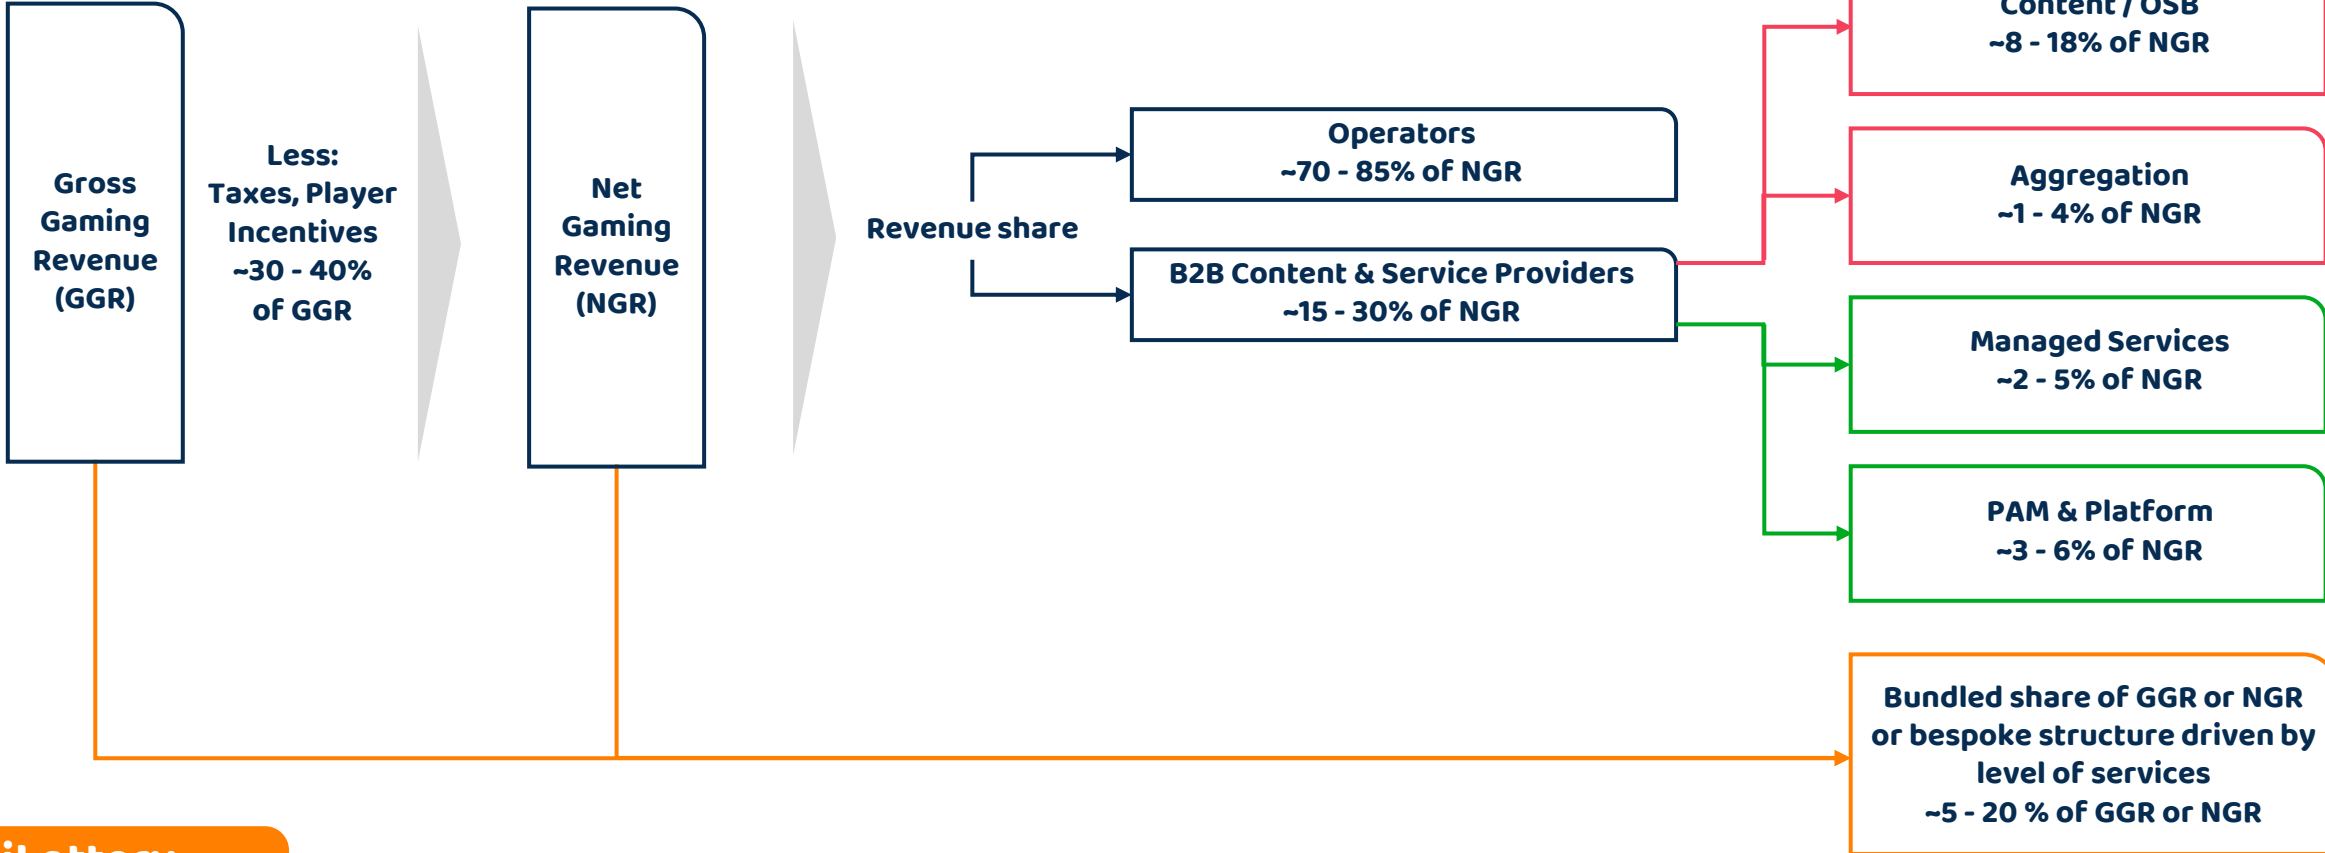 Gross
Gaming
Revenue
(GGR)
Less:
Taxes, Player
Incentives
~30 - 40%
of GGR
Net
Gaming
Revenue
(NGR)
Revenue share
Operators
~70 - 85% of NGR
B2B Content & Service Providers
~15 - 30% of NGR
Content / OSB
~8 - 18% of NGR
Aggregation
~1 - 4% of NGR
Managed Services
~2 - 5% of NGR
PAM & Platform
~3 - 6% of NGR
Bundled share of GGR or NGR
or bespoke structure driven by
level of services
~5 - 20 % of GGR or NGR